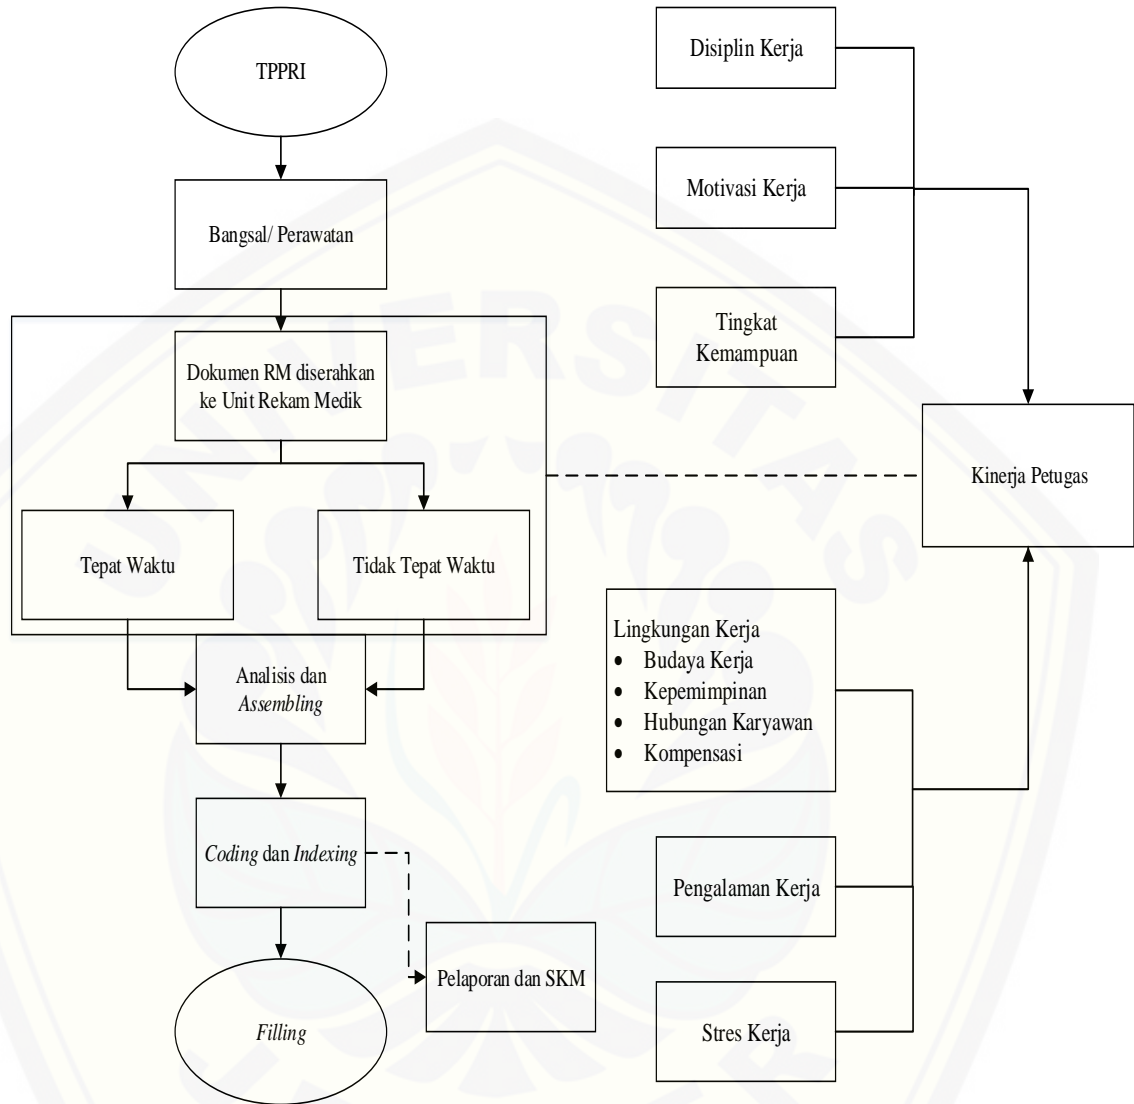 TPPRI
Bangsal/ Perawatan
Dokumen RM diserahkan
ke Unit Rekam Medik
Tepat Waktu
Tidak Tepat Waktu
Analisis dan
Assembling
Coding dan Indexing
Pelaporan dan SKM
Filling
Disiplin Kerja
Motivasi Kerja
Tingkat
Kemampuan
Kinerja Petugas
Lingkungan Kerja
• Budaya Kerja
• Kepemimpinan
• Hubungan Karyawan
• Kompensasi
Pengalaman Kerja
Stres Kerja
UNIVERSITAS